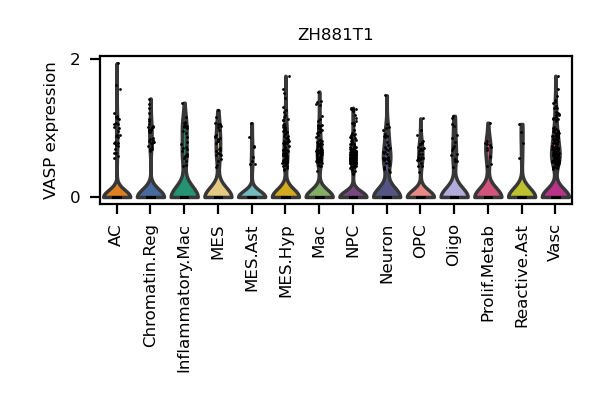 ZH881T1
VASP expression
2
0
AC
Chromatin.Reg
Inflammatory.Mac
MES
MES.Ast
MES.Hyp
Mac
NPC
Neuron
OPC
Oligo
Prolif.Metab
Reactive.Ast
Vasc